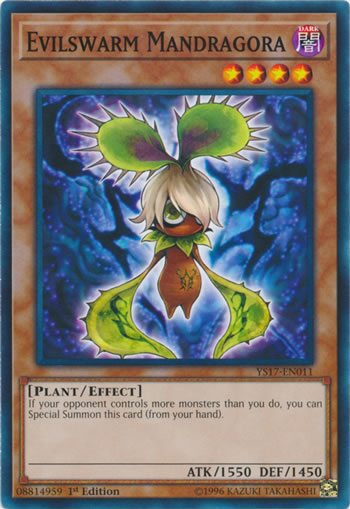 EVILSWARM MANDRAGORA
DARK
闇
YS17-EN011
[PLANT/EFFECT]
If your opponent controls more monsters than you do, you can
Special Summon this card (from your hand).
ATK/1550 DEF/1450
08814959 1st Edition ©1996 KAZUKI TAKAHASHI